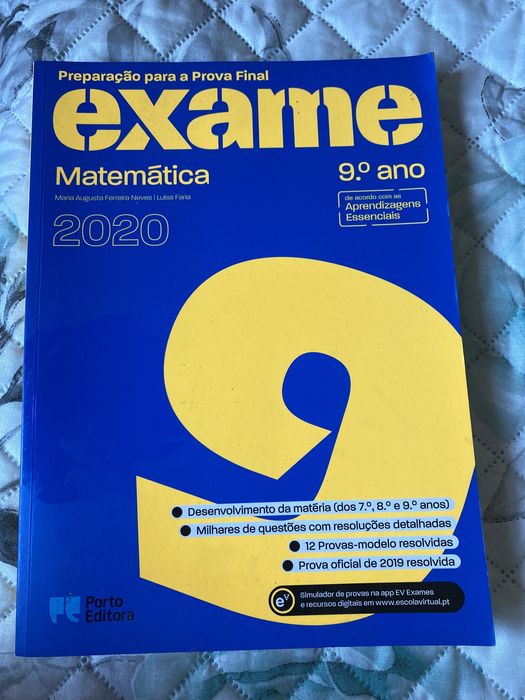 Preparação para a Prova Final
exame
Matemática
9.º ano
Maria Augusta Ferreira Neves | Luísa Faria
de acordo com as
Aprendizagens
Essenciais
2020
9
Desenvolvimento da matéria (dos 7.º, 8.º e 9.º anos)
Milhares de questões com resoluções detalhadas
12 Provas-modelo resolvidas
Prova oficial de 2019 resolvida
eV
Simulador de provas na app EV Exames
e recursos digitais em www.escolavirtual.pt
Porto
Editora